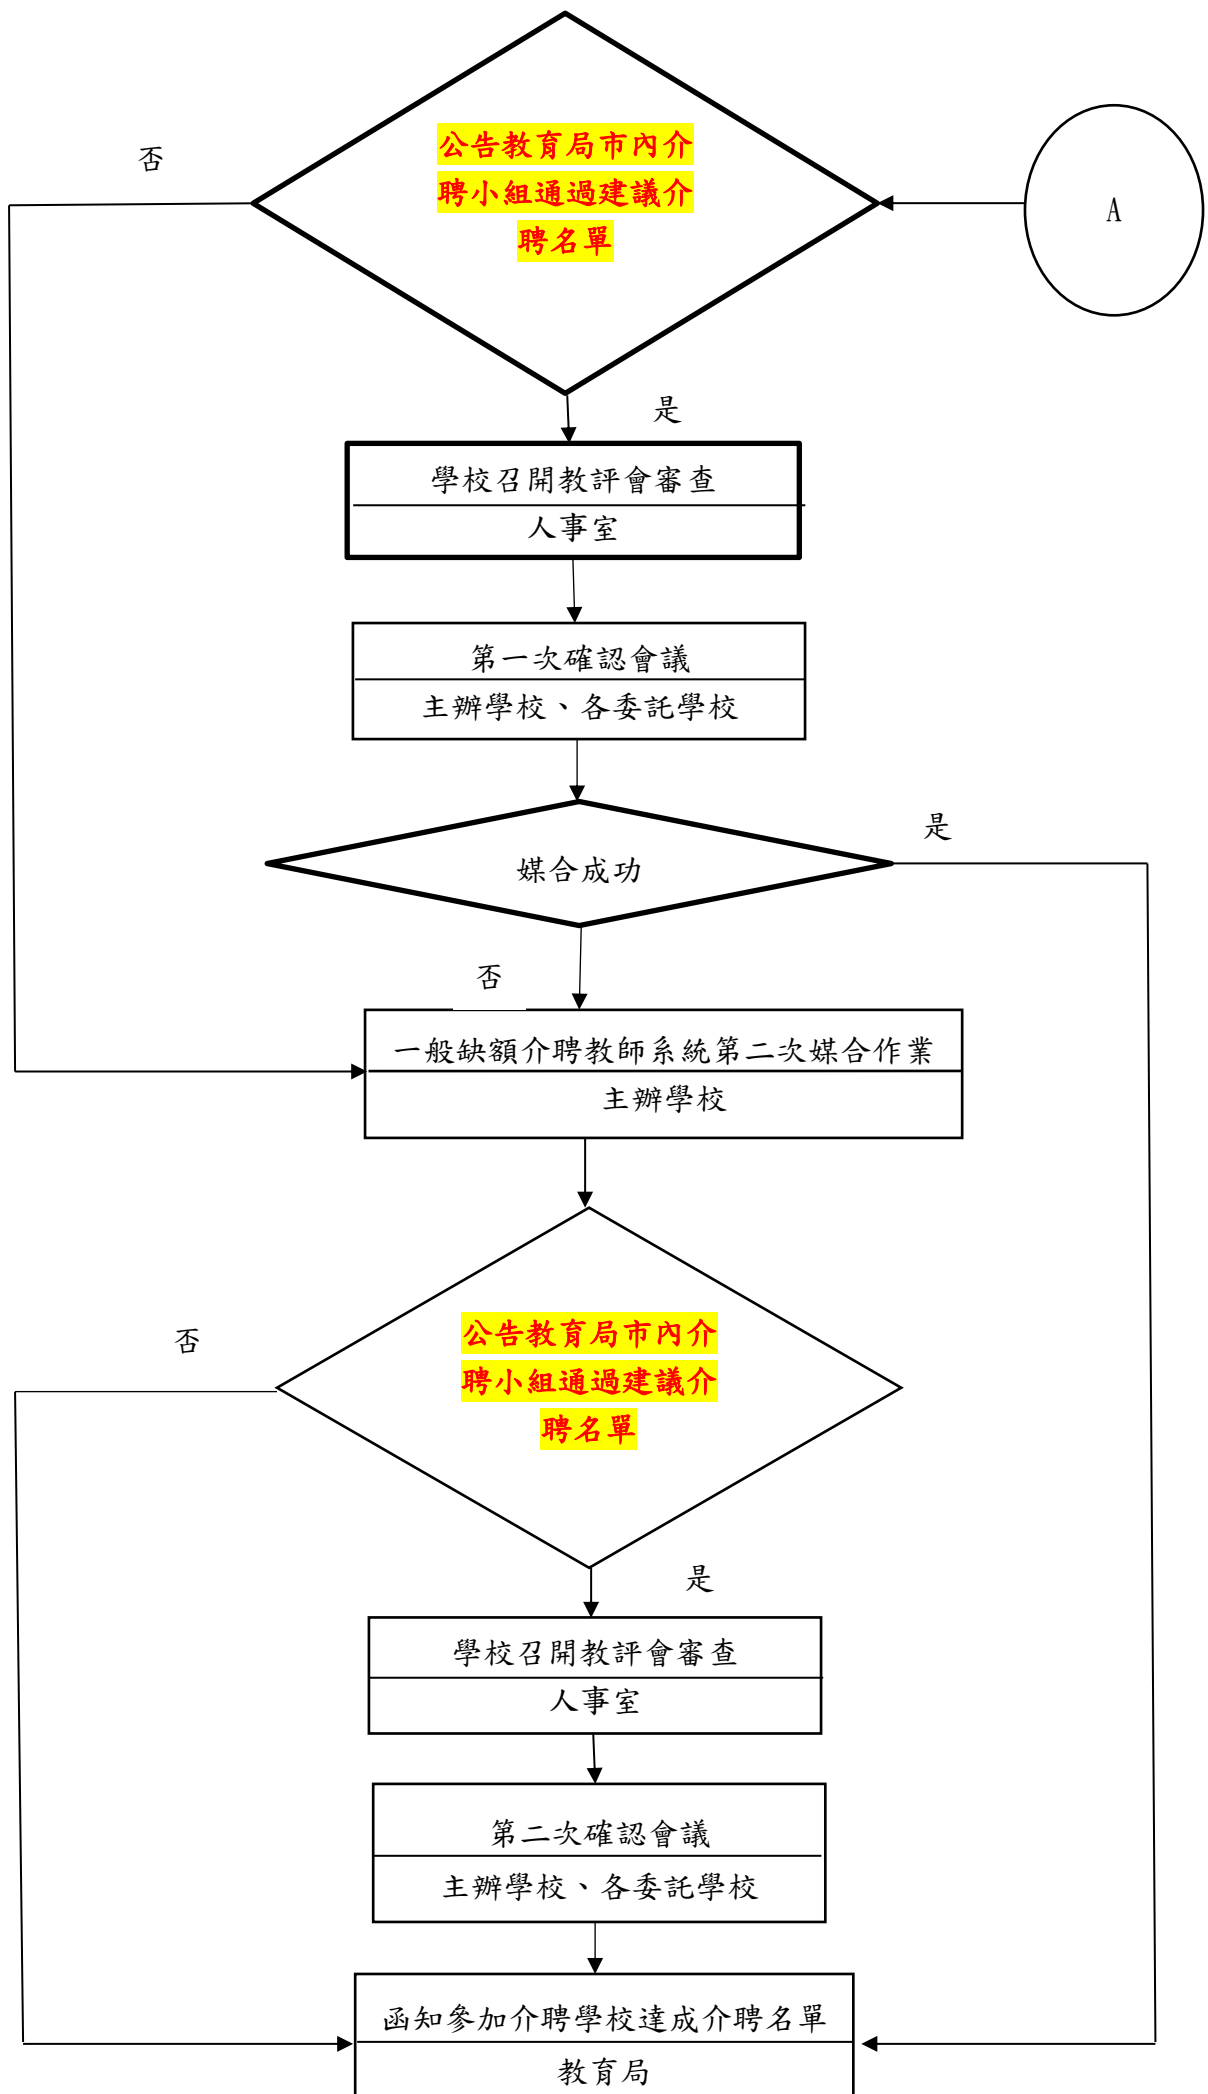 公告教育局市內介
聘小組通過建議介
聘名單
否
A
是
學校召開教評會審查
人事室
第一次確認會議
主辦學校、各委託學校
是
媒合成功
否
一般缺額介聘教師系統第二次媒合作業
主辦學校
公告教育局市內介
聘小組通過建議介
聘名單
否
是
學校召開教評會審查
人事室
第二次確認會議
主辦學校、各委託學校
函知參加介聘學校達成介聘名單
教育局